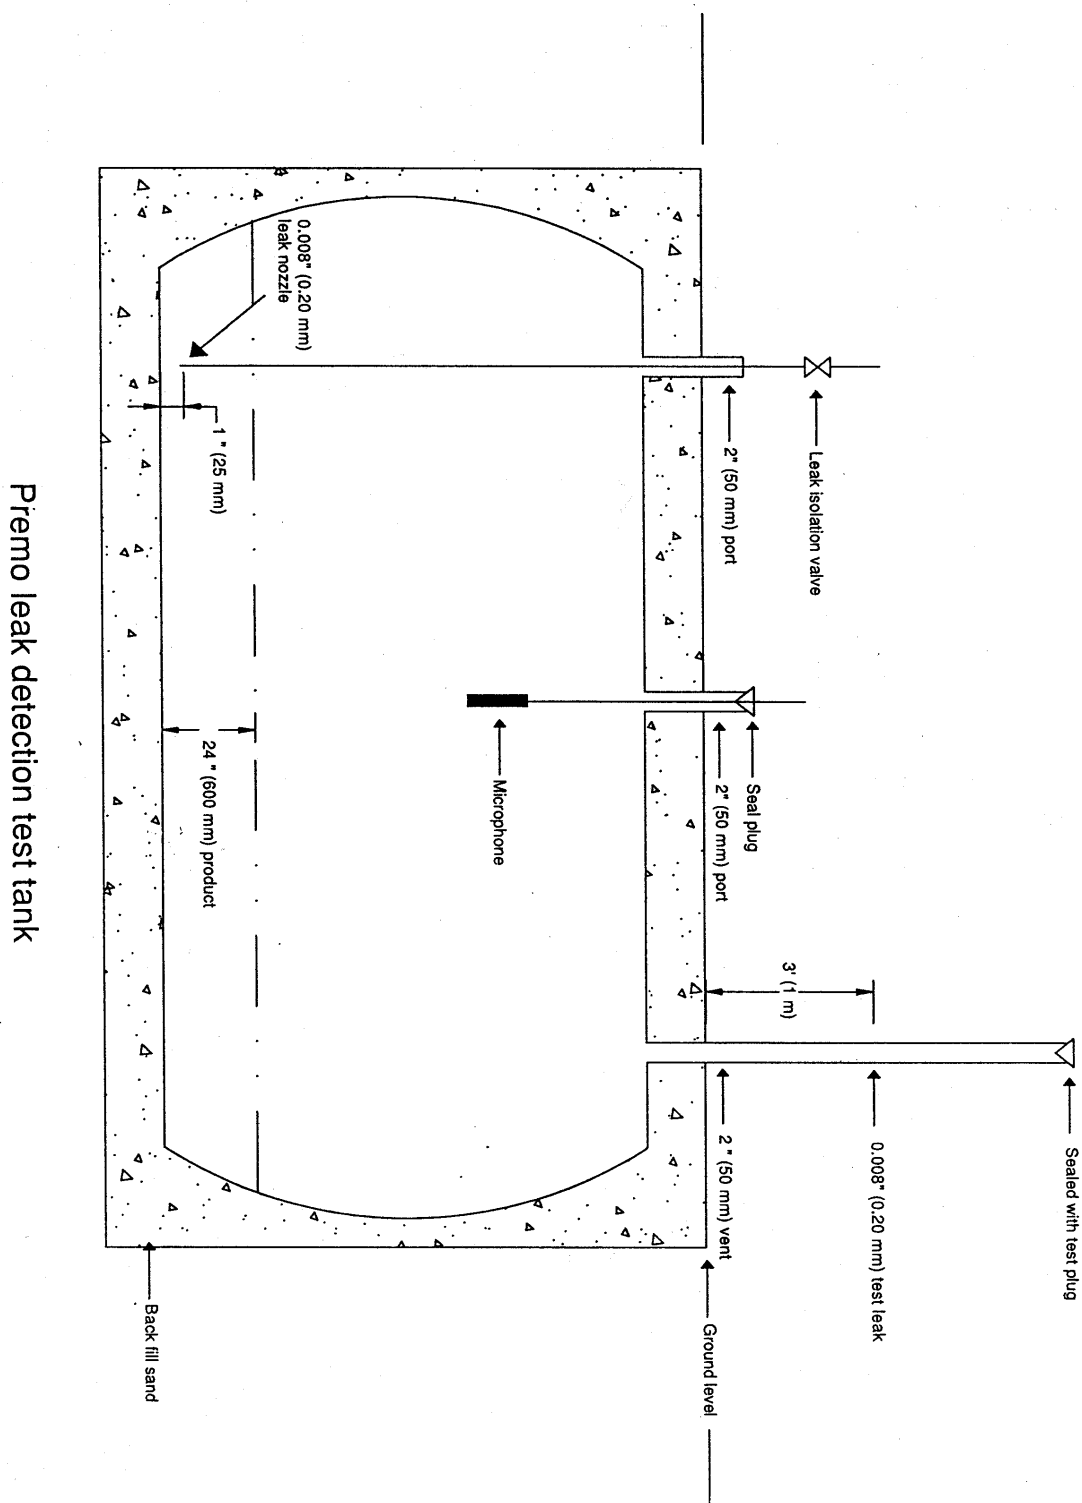 Sealed with test plug
0.008" (0.20 mm) test leak
3' (1 m)
Leak isolation valve
Seal plug
2" (50 mm) port
2" (50 mm) port
2 " (50 mm) vent
Ground level
Microphone
0.008" (0.20 mm)
leak nozzle
1 " (25 mm)
24 " (600 mm) product
Back fill sand
Premo leak detection test tank